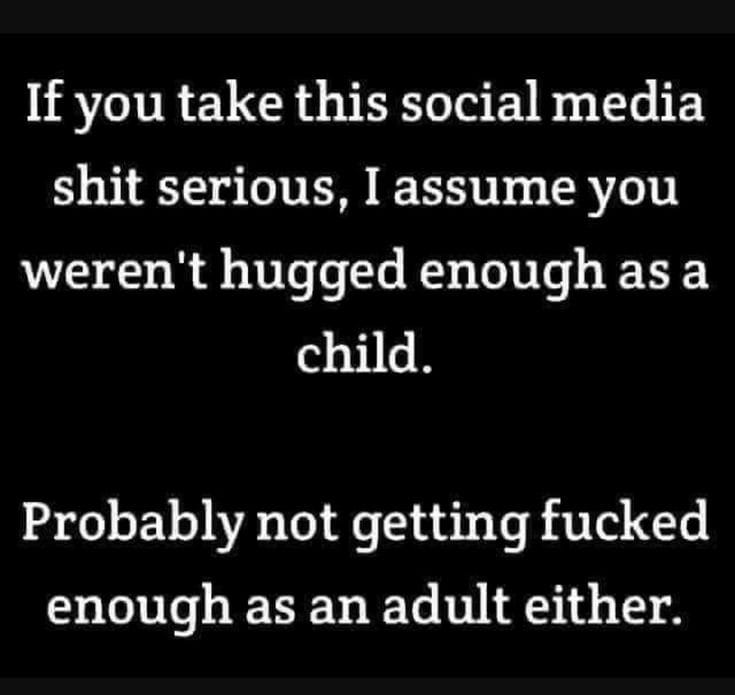 If you take this social media
shit serious, I assume you
weren't hugged enough as a
child.
Probably not getting fucked
enough as an adult either.